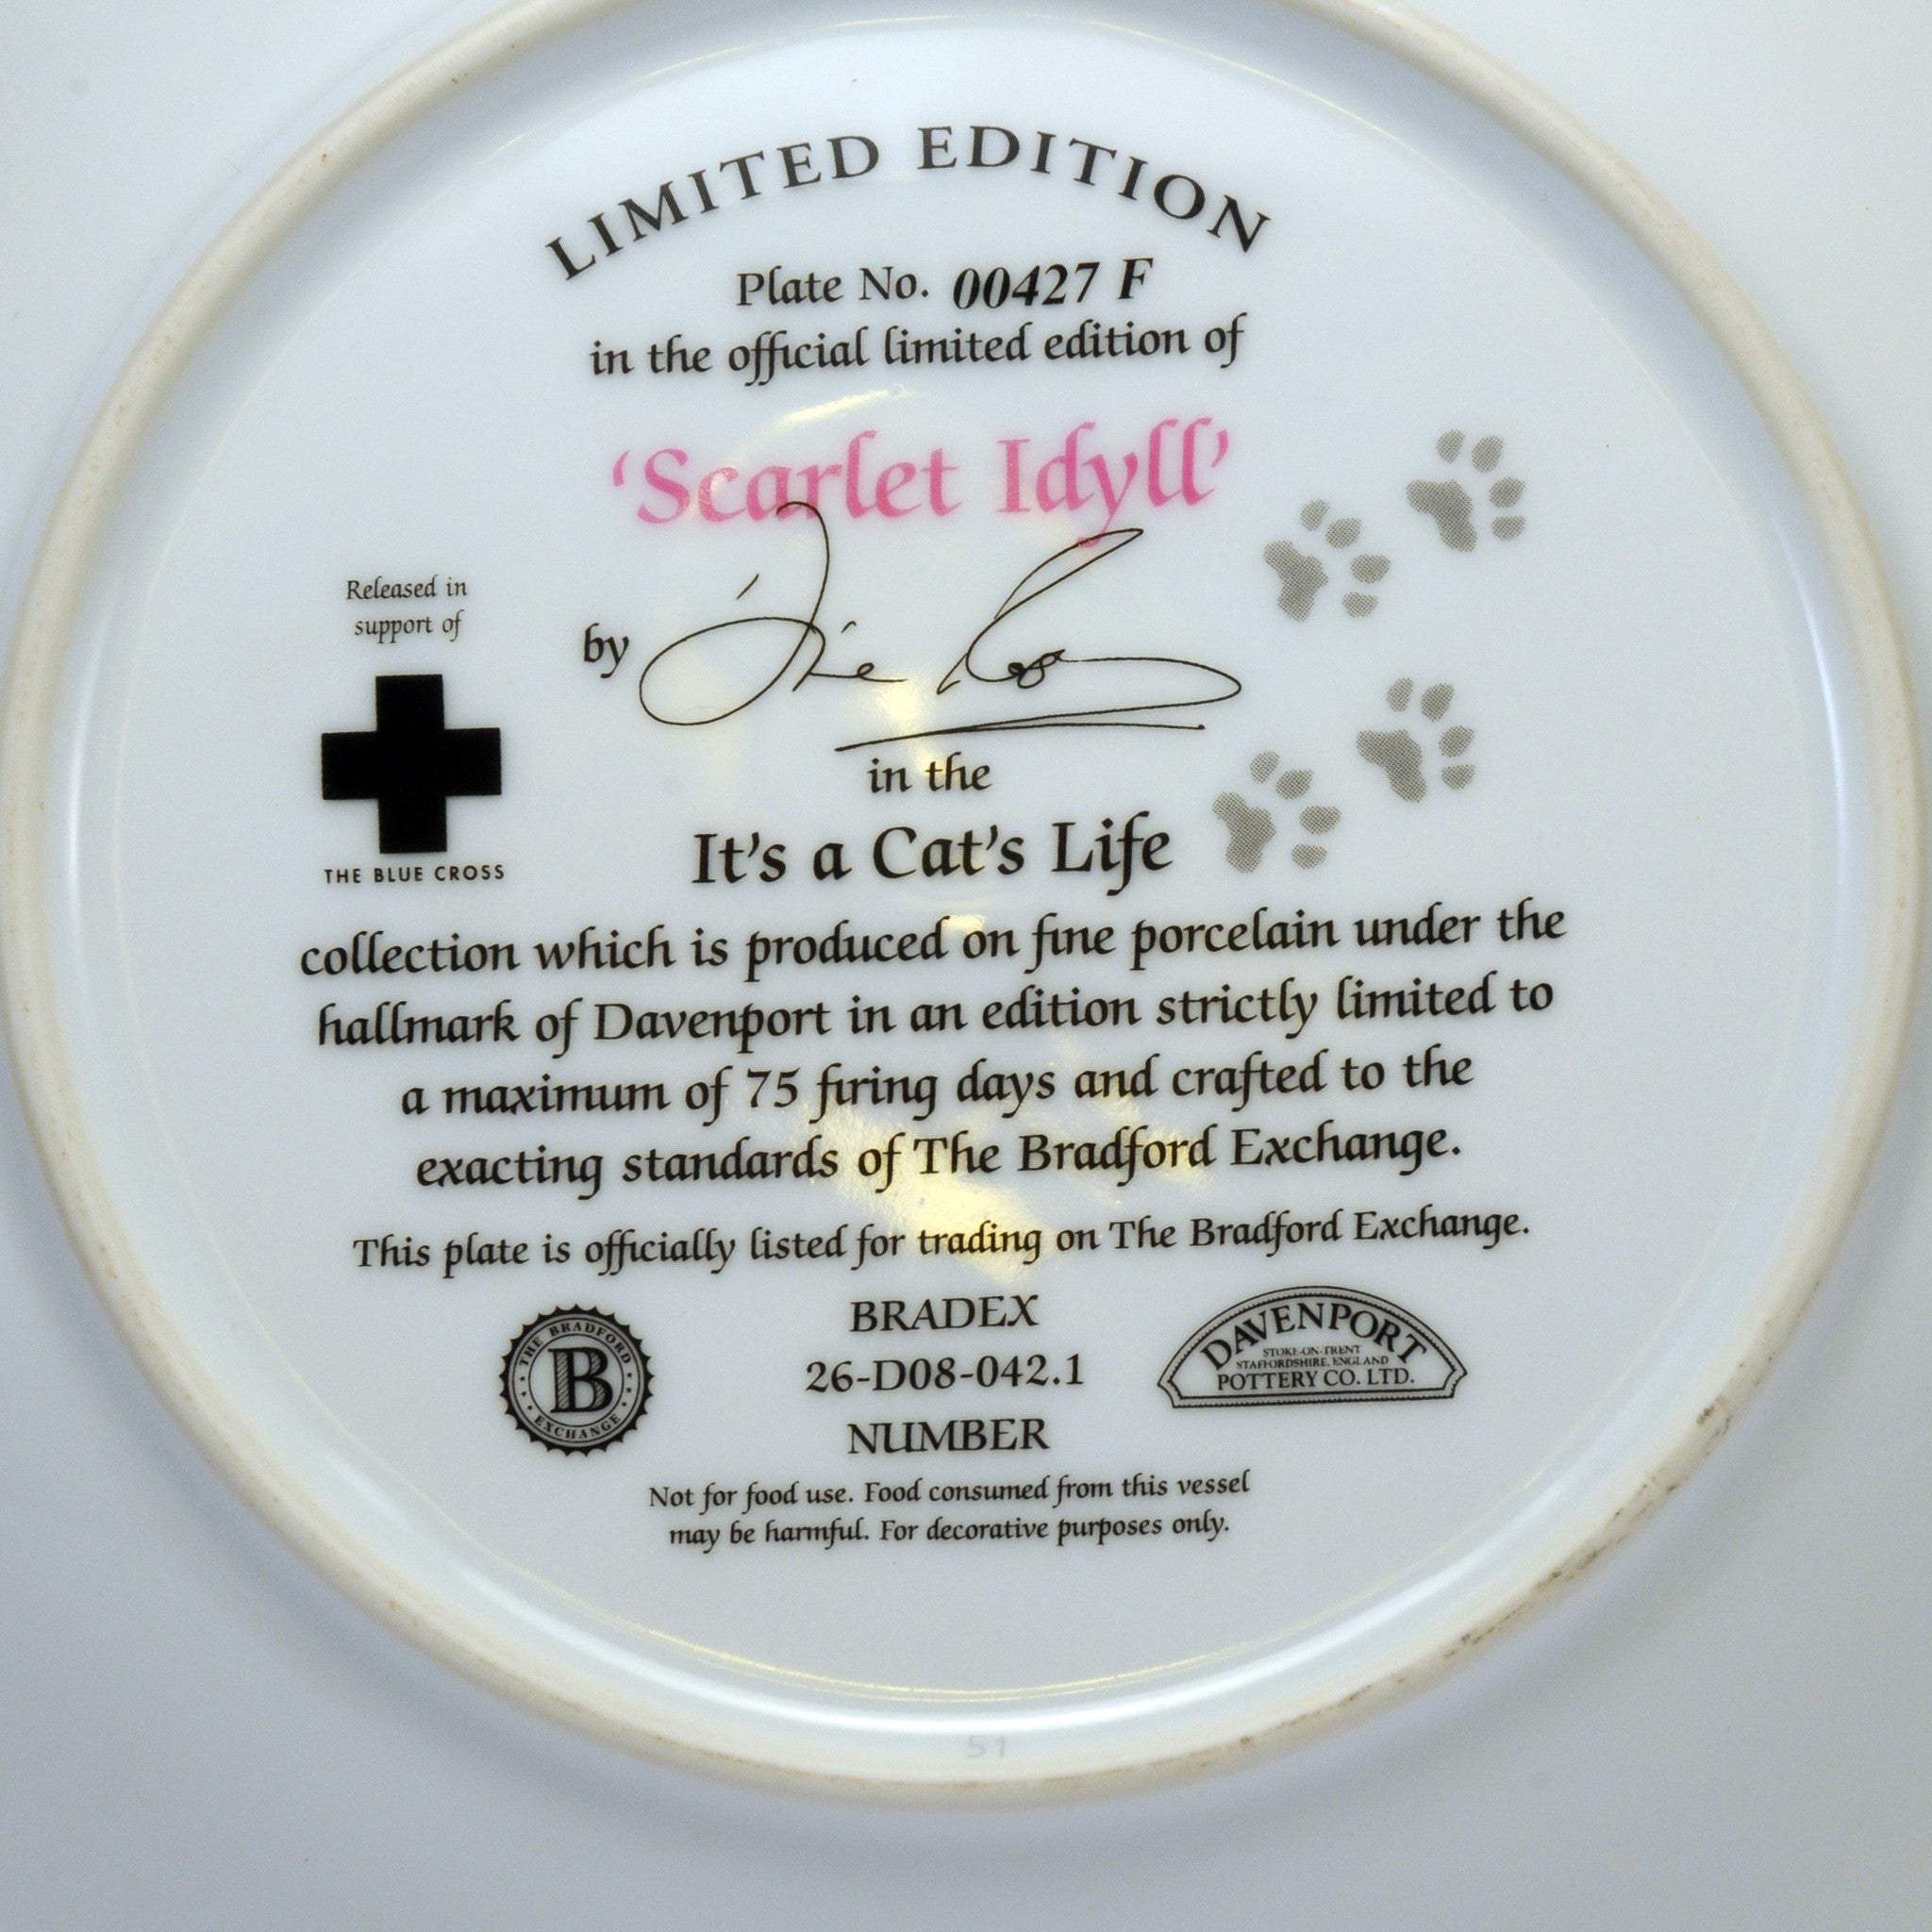 LIMITED EDITION
Plate No. 00427 F
in the official limited edition of
‘Scarlet Idyll’
Released in
support of
by
THE BLUE CROSS
in the
It's a Cat's Life
collection which is produced on fine porcelain under the
hallmark of Davenport in an edition strictly limited to
a maximum of 75 firing days and crafted to the
exacting standards of The Bradford Exchange.
This plate is officially listed for trading on The Bradford Exchange.
THE BRADFORD
B
EXCHANGE
BRADEX
26-D08-042.1
NUMBER
DAVENPORT
STOKE-ON-TRENT
STAFFORDSHIRE, ENGLAND
POTTERY CO. LTD.
Not for food use. Food consumed from this vessel
may be harmful. For decorative purposes only.
51